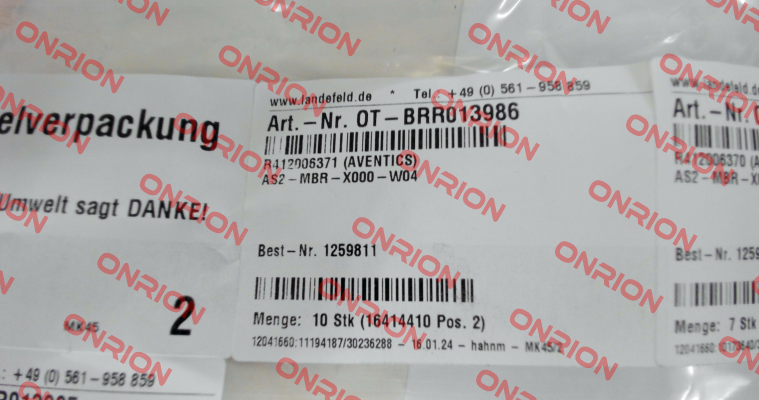 elverpackung
Umwelt sagt DANKE!
MK45
2
: +49 (0) 561-958 859
www.landefeld.de * Tel.: +49 (0) 561-958 859
Art.-Nr. OT-BRR013986
R412006371 (AVENTICS)
AS2-MBR-X000-W04
Best-Nr. 1259811
Menge: 10 Stk (16414410 Pos. 2)
12041660:11194187/30236288 - 16.01.24 - hahnm - MK45/2
www.landefeld.d
Art.-Nr.
R412006370 (A
AS2-MBR-X
Best-Nr. 1259
Menge: 7 Stk
ONRION